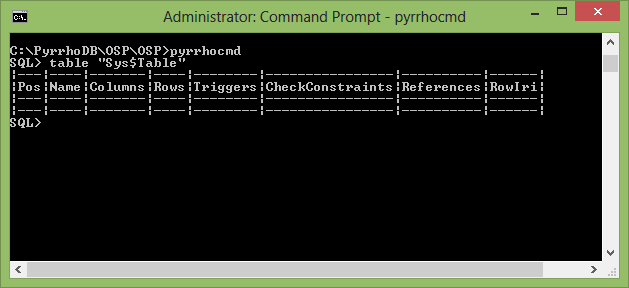 Administrator: Command Prompt - pyrrhocmd
C:\PyrrhoDB\OSP\OSP>pyrrhocmd
SQL> table "Sys$Table"
|---|----|-------|----|--------|----------------|----------|------|
|Pos|Name|Columns|Rows|Triggers|CheckConstraints|References|RowIri|
|---|----|-------|----|--------|----------------|----------|------|
|---|----|-------|----|--------|----------------|----------|------|
SQL>